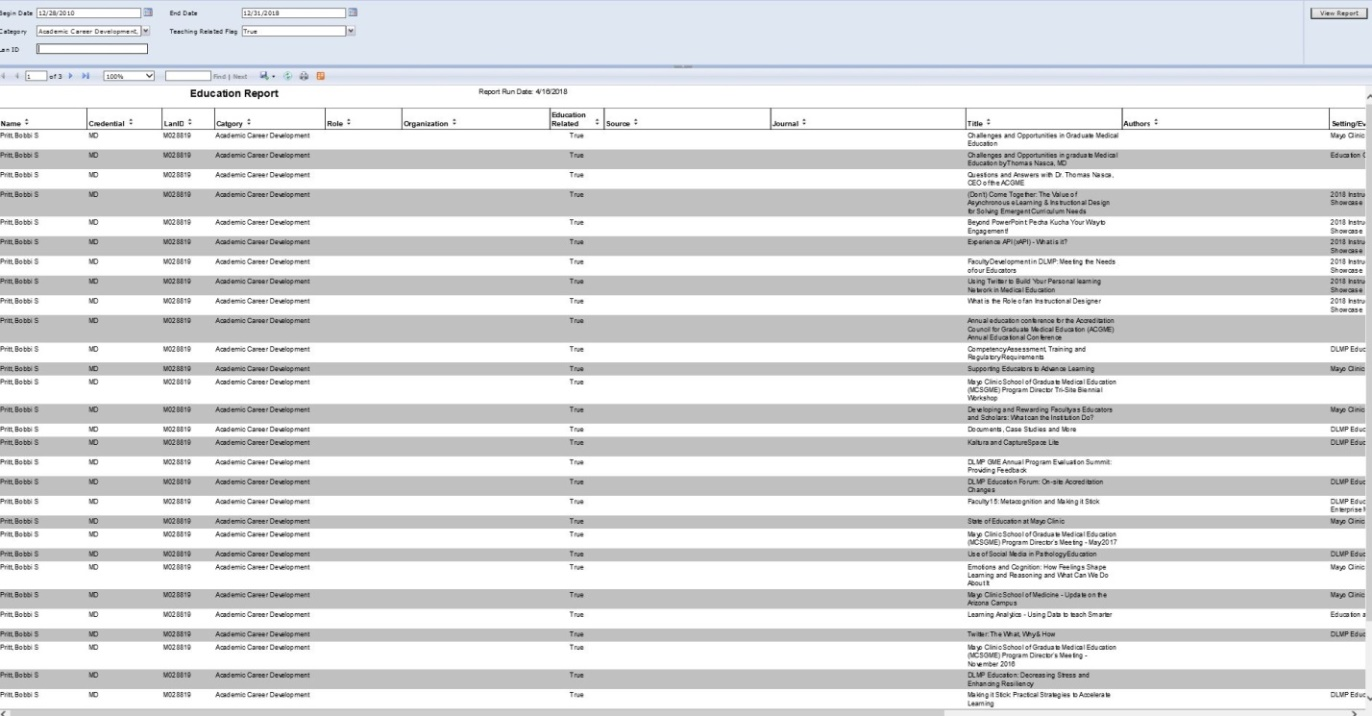 Begin Date 12/28/2010 End Date 12/31/2018 View Report
Category Academic Career Development, Teaching Related Flag True
Lan ID
1 of 3 100% Find | Next
Education Report Report Run Date: 4/16/2018
Name Credential LanID Catgory Role Organization Education Related Source Journal Title Authors Setting/Ev
Pritt, Bobbi S MD M028819 Academic Career Development True Challenges and Opportunities in Graduate Medical Mayo Clinic
Education
Pritt, Bobbi S MD M028819 Academic Career Development True Challenges and Opportunities in graduate Medical Education C
Education by Thomas Nasca, MD
Pritt, Bobbi S MD M028819 Academic Career Development True Questions and Answers with Dr. Thomas Nasca,
CEO of the ACGME
Pritt, Bobbi S MD M028819 Academic Career Development True (Don't) Come Together: The Value of 2018 Instru
Asynchronous eLearning & Instructional Design Showcase
for Solving Emergent Curriculum Needs
Pritt, Bobbi S MD M028819 Academic Career Development True Beyond PowerPoint: Pecha Kucha Your Way to 2018 Instru
Engagement! Showcase
Pritt, Bobbi S MD M028819 Academic Career Development True Experience API (xAPI) - What is it? 2018 Instru
Showcase
Pritt, Bobbi S MD M028819 Academic Career Development True Faculty Development in DLMP: Meeting the Needs 2018 Instru
of our Educators Showcase
Pritt, Bobbi S MD M028819 Academic Career Development True Using Twitter to Build Your Personal learning 2018 Instru
Network in Medical Education Showcase
Pritt, Bobbi S MD M028819 Academic Career Development True What is the Role of an Instructional Designer 2018 Instru
Showcase
Pritt, Bobbi S MD M028819 Academic Career Development True Annual education conference for the Accreditation
Council for Graduate Medical Education (ACGME)
Annual Educational Conference
Pritt, Bobbi S MD M028819 Academic Career Development True Competency Assessment, Training and DLMP Educ
Regulatory Requirements
Pritt, Bobbi S MD M028819 Academic Career Development True Supporting Educators to Advance Learning Mayo Clinic
Pritt, Bobbi S MD M028819 Academic Career Development True Mayo Clinic School of Graduate Medical Education
(MCSGME) Program Director Tri-Site Biennial
Workshop
Pritt, Bobbi S MD M028819 Academic Career Development True Developing and Rewarding Faculty as Educators Mayo Clinic
and Scholars: What can the Institution Do?
Pritt, Bobbi S MD M028819 Academic Career Development True Documents, Case Studies and More DLMP Educ
Pritt, Bobbi S MD M028819 Academic Career Development True Kaltura and CaptureSpace Lite DLMP Educ
Pritt, Bobbi S MD M028819 Academic Career Development True DLMP GME Annual Program Evaluation Summit:
Providing Feedback
Pritt, Bobbi S MD M028819 Academic Career Development True DLMP Education Forum: On-site Accreditation DLMP Educ
Changes
Pritt, Bobbi S MD M028819 Academic Career Development True Faculty15: Metacognition and Making it Stick DLMP Educ
Enterprise
Pritt, Bobbi S MD M028819 Academic Career Development True State of Education at Mayo Clinic Mayo Clinic
Pritt, Bobbi S MD M028819 Academic Career Development True Mayo Clinic School of Graduate Medical Education
(MCSGME) Program Director's Meeting - May 2017
Pritt, Bobbi S MD M028819 Academic Career Development True Use of Social Media in Pathology Education DLMP Educ
Pritt, Bobbi S MD M028819 Academic Career Development True Emotions and Cognition: How Feelings Shape Mayo Clinic
Learning and Reasoning and What Can We Do
About It
Pritt, Bobbi S MD M028819 Academic Career Development True Mayo Clinic School of Medicine - Update on the Mayo Clinic
Arizona Campus
Pritt, Bobbi S MD M028819 Academic Career Development True Learning Analytics - Using Data to teach Smarter Education a
Pritt, Bobbi S MD M028819 Academic Career Development True Twitter: The What, Why & How DLMP Educ
Pritt, Bobbi S MD M028819 Academic Career Development True Mayo Clinic School of Graduate Medical Education
(MCSGME) Program Director's Meeting -
November 2016
Pritt, Bobbi S MD M028819 Academic Career Development True DLMP Education: Decreasing Stress and
Enhancing Resiliency
Pritt, Bobbi S MD M028819 Academic Career Development True Making it Stick: Practical Strategies to Accelerate DLMP Educ
Learning